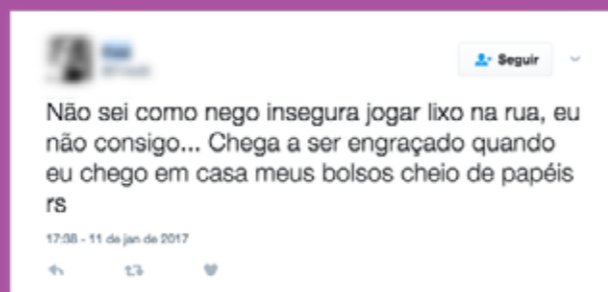 Seguir
Não sei como nego insegura jogar lixo na rua, eu
não consigo... Chega a ser engraçado quando
eu chego em casa meus bolsos cheio de papéis
rs
17:38 - 11 de jan de 2017